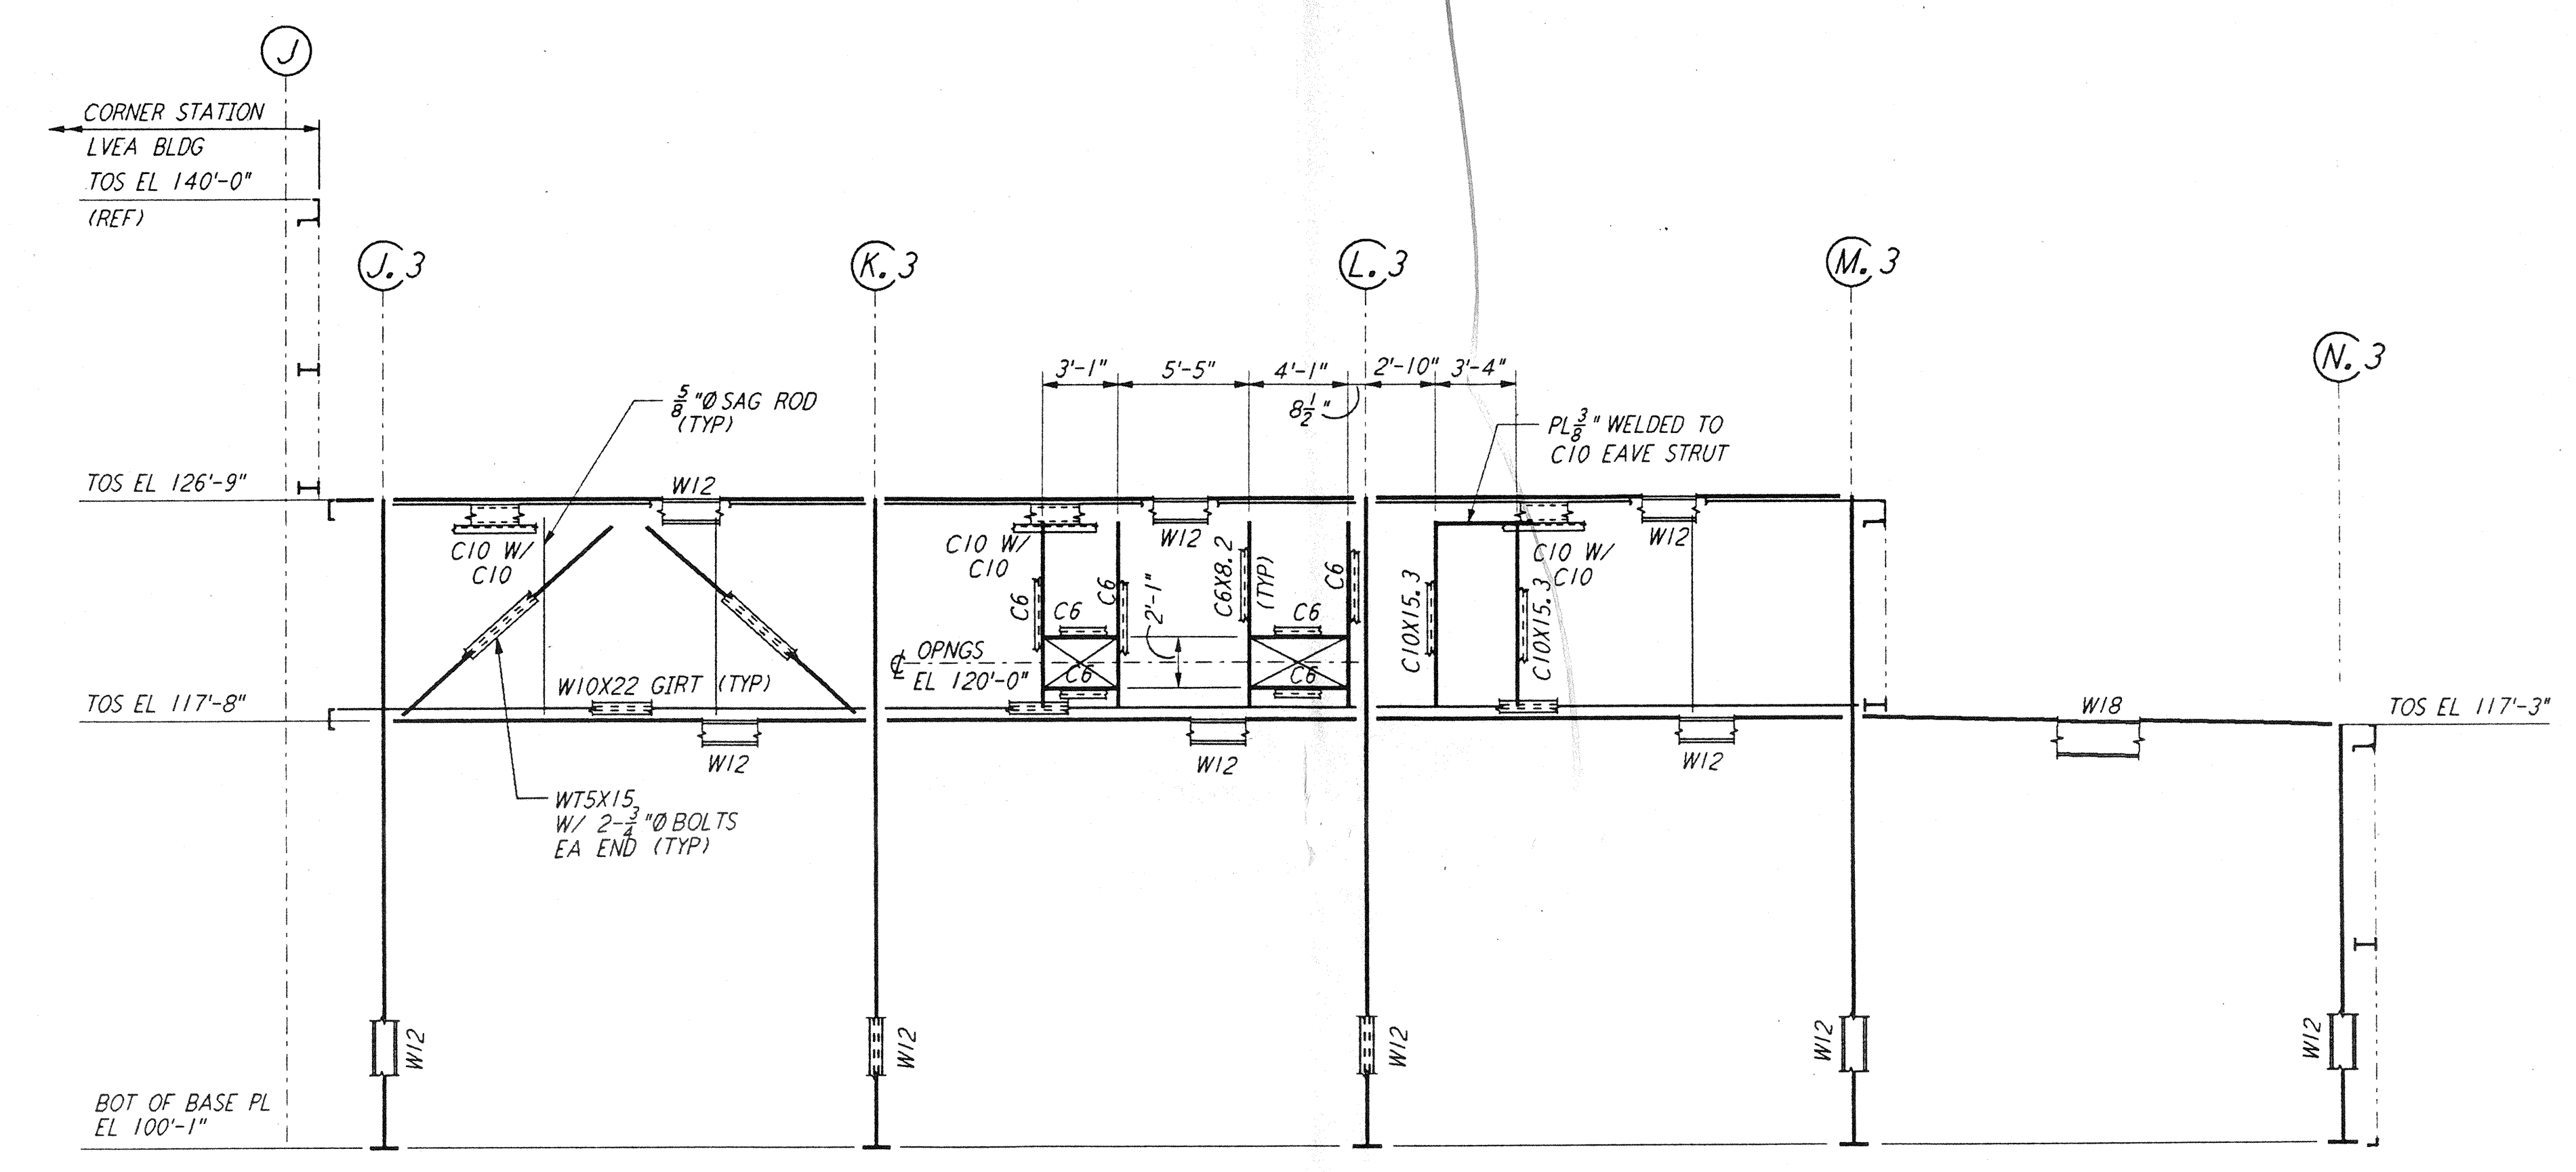 J
CORNER STATION
LVEA BLDG
TOS EL 140'-0"
(REF)
J.3
K.3
L.3
M.3
N.3
3'-1"
5'-5"
4'-1"
2'-10"
3'-4"
8 1/2"
5/8"Ø SAG ROD
(TYP)
PL 3/8" WELDED TO
C10 EAVE STRUT
TOS EL 126'-9"
W12
W12
W12
C10 W/
C10
C10 W/
C10
C10 W/
C10
C6
C6
C6
2'-1"
C6X8.2
(TYP)
C6
C6
C10X15.3
C10X15.3
℄ OPNGS
EL 120'-0"
C6
C6
W10X22 GIRT (TYP)
TOS EL 117'-8"
W18
TOS EL 117'-3"
W12
W12
W12
WT5X15
W/ 2-3/4"Ø BOLTS
EA END (TYP)
W12
W12
W12
W12
W12
BOT OF BASE PL
EL 100'-1"